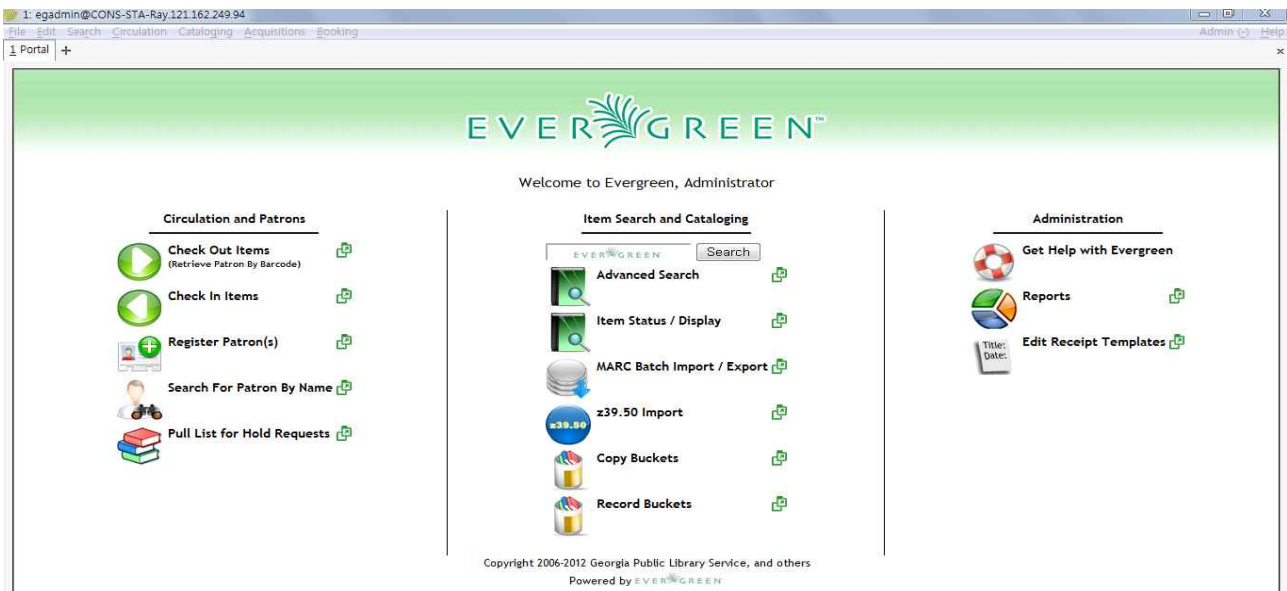 1: egadmin@CONS-STA-Ray.121.162.249.94
File Edit Search Circulation Cataloging Acquisitions Booking Admin (-) Help
1 Portal +
EVERGREEN™
Welcome to Evergreen, Administrator
Circulation and Patrons
Check Out Items
(Retrieve Patron By Barcode)
Check In Items
Register Patron(s)
Search For Patron By Name
Pull List for Hold Requests
Item Search and Cataloging
EVERGREEN Search
Advanced Search
Item Status / Display
MARC Batch Import / Export
z39.50 z39.50 Import
Copy Buckets
Record Buckets
Administration
Get Help with Evergreen
Reports
Title:
Date:
Edit Receipt Templates
Copyright 2006-2012 Georgia Public Library Service, and others
Powered by EVERGREEN